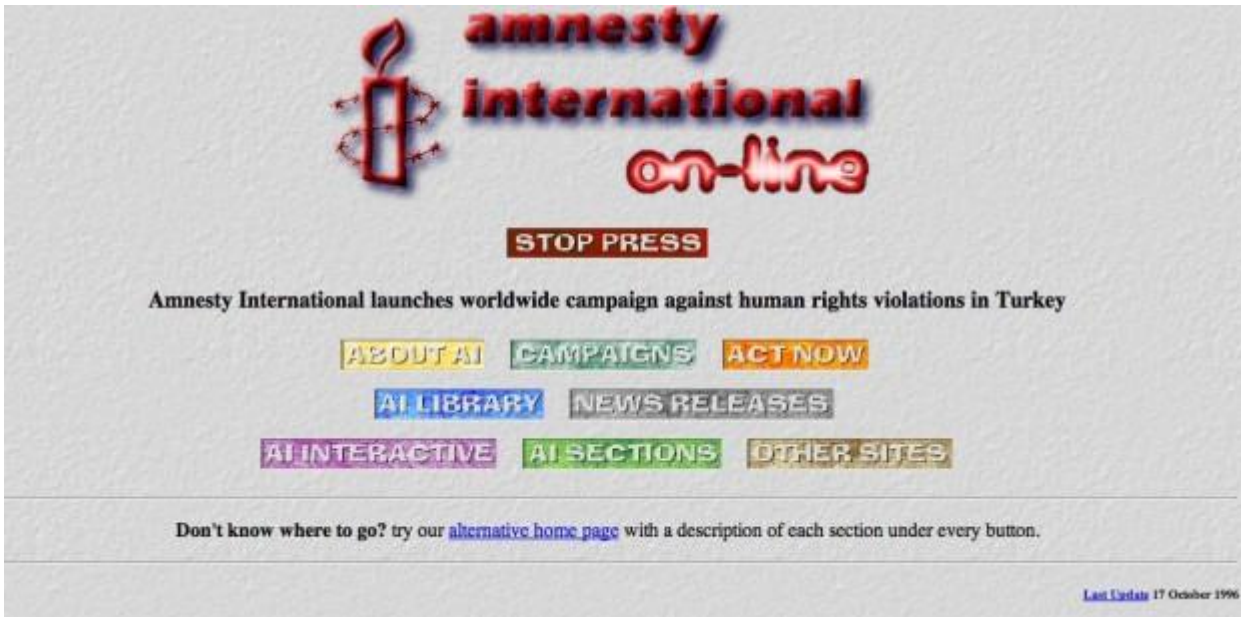 amnesty
international
on-line
STOP PRESS
Amnesty International launches worldwide campaign against human rights violations in Turkey
ABOUT AI CAMPAIGNS ACT NOW
AI LIBRARY NEWS RELEASES
AI INTERACTIVE AI SECTIONS OTHER SITES
Don't know where to go? try our alternative home page with a description of each section under every button.
Last Update 17 October 1996